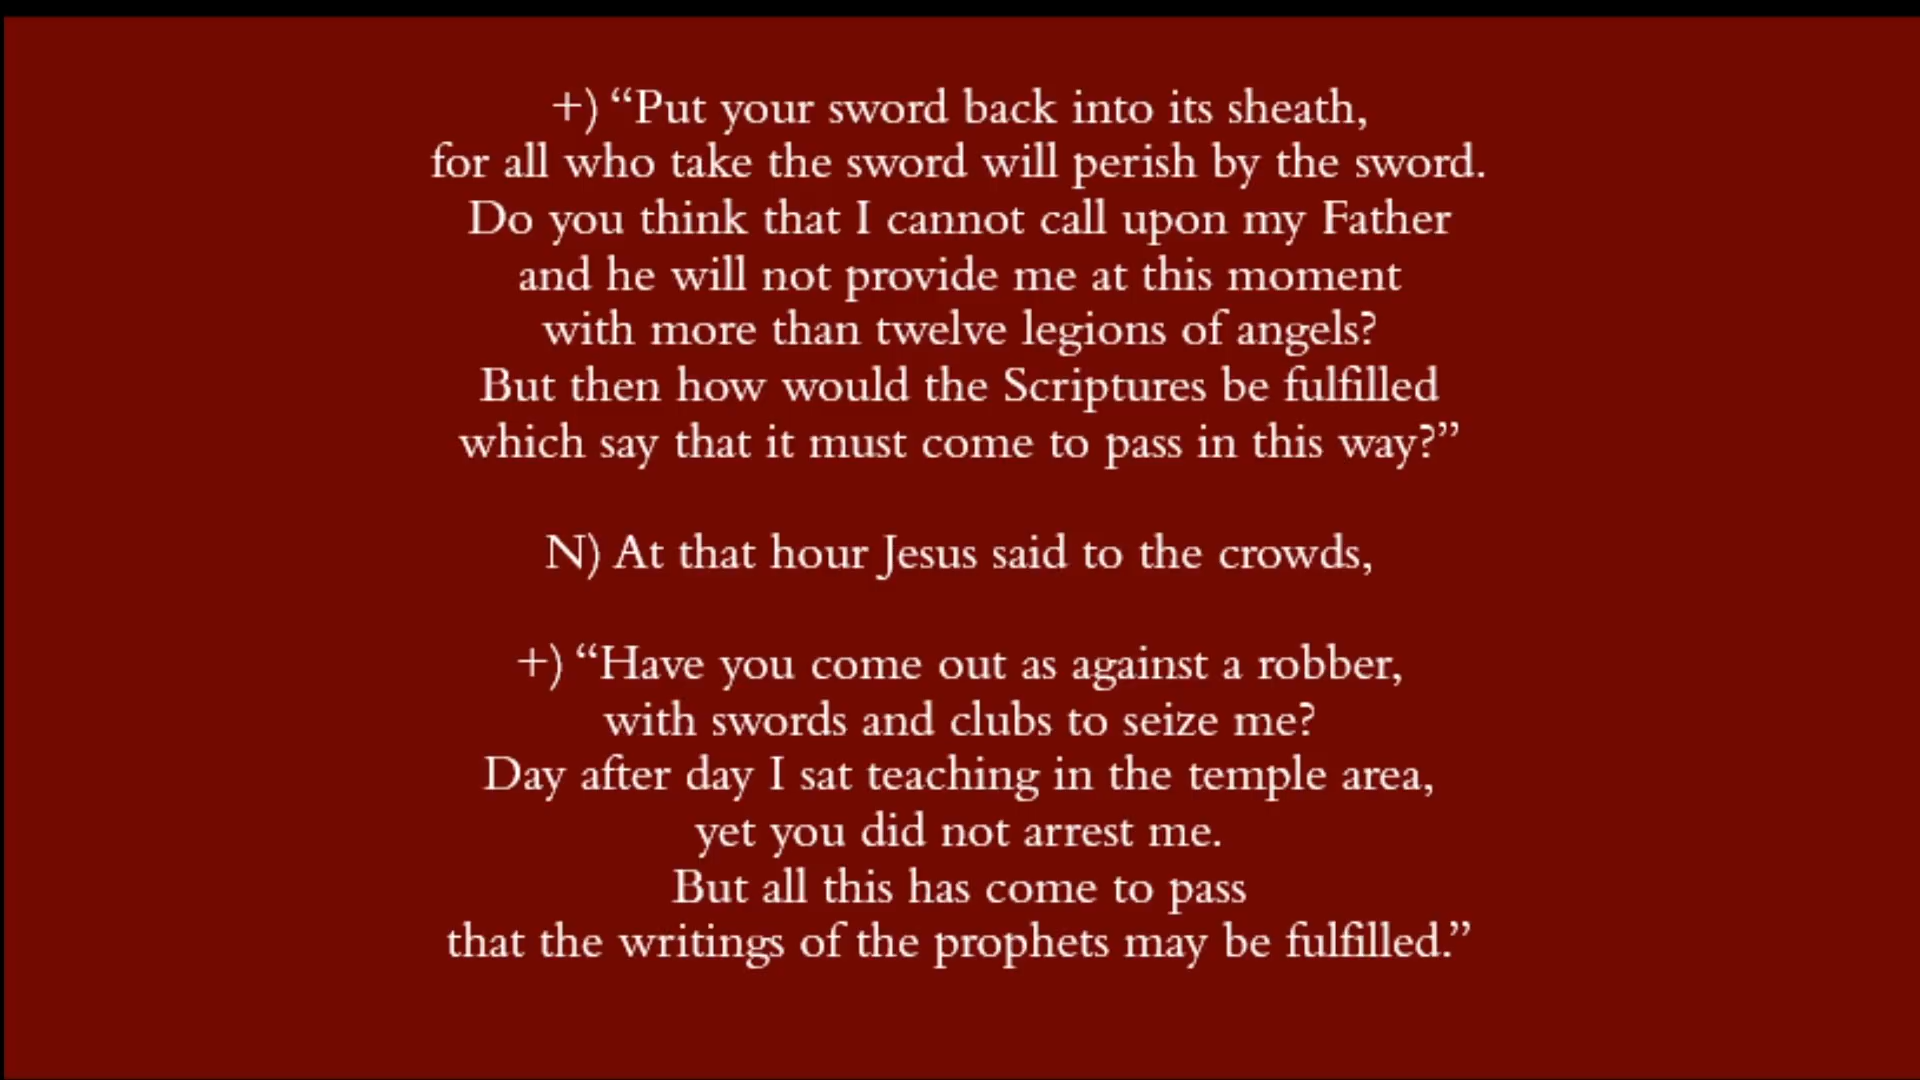 +) “Put your sword back into its sheath,
for all who take the sword will perish by the sword.
Do you think that I cannot call upon my Father
and he will not provide me at this moment
with more than twelve legions of angels?
But then how would the Scriptures be fulfilled
which say that it must come to pass in this way?”
N) At that hour Jesus said to the crowds,
+) “Have you come out as against a robber,
with swords and clubs to seize me?
Day after day I sat teaching in the temple area,
yet you did not arrest me.
But all this has come to pass
that the writings of the prophets may be fulfilled.”